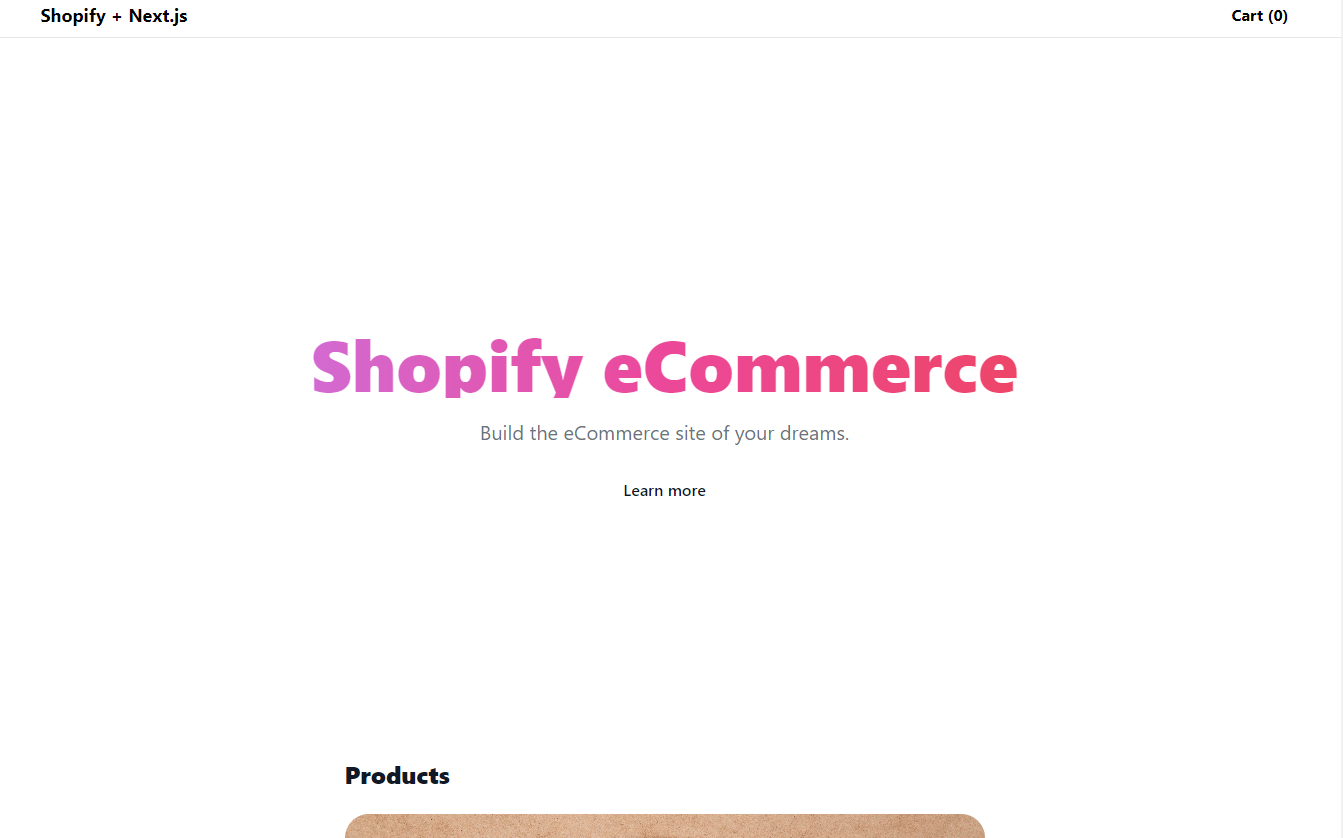 Shopify + Next.js
Cart (0)
Shopify eCommerce
Build the eCommerce site of your dreams.
Learn more
Products